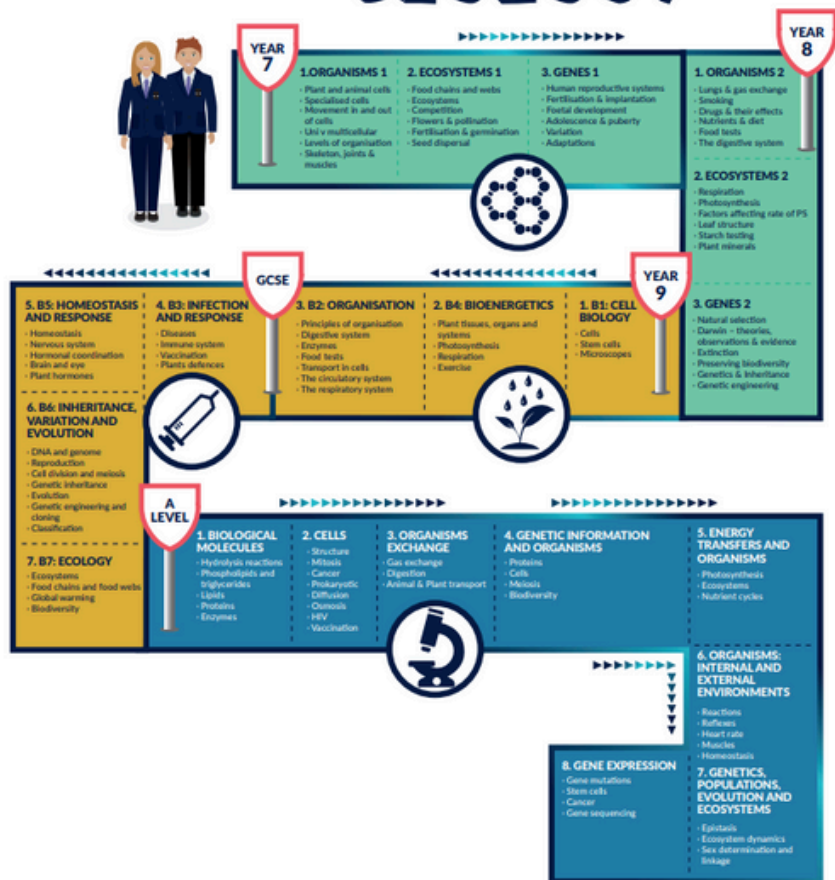 YEAR
7
1.ORGANISMS 1
· Plant and animal cells
· Specialised cells
· Movement in and out
of cells
· Uni v multicellular
· Levels of organisation
· Skeleton, joints &
muscles
2. ECOSYSTEMS 1
· Food chains and webs
· Ecosystems
· Competition
· Flowers & pollination
· Fertilisation & germination
· Seed dispersal
3. GENES 1
· Human reproductive systems
· Fertilisation & implantation
· Foetal development
· Adolescence & puberty
· Variation
· Adaptations
YEAR
8
1. ORGANISMS 2
· Lungs & gas exchange
· Smoking
· Drugs & their effects
· Nutrients & diet
· Food tests
· The digestive system
2. ECOSYSTEMS 2
· Respiration
· Photosynthesis
· Factors affecting rate of PS
· Leaf structure
· Starch testing
· Plant minerals
3. GENES 2
· Natural selection
· Darwin – theories,
observations & evidence
· Extinction
· Preserving biodiversity
· Genetics & Inheritance
· Genetic engineering
YEAR
9
1. B1: CELL
BIOLOGY
· Cells
· Stem cells
· Microscopes
2. B4: BIOENERGETICS
· Plant tissues, organs and
systems
· Photosynthesis
· Respiration
· Exercise
3. B2: ORGANISATION
· Principles of organisation
· Digestive system
· Enzymes
· Food tests
· Transport in cells
· The circulatory system
· The respiratory system
GCSE
4. B3: INFECTION
AND RESPONSE
· Diseases
· Immune system
· Vaccination
· Plants defences
5. B5: HOMEOSTASIS
AND RESPONSE
· Homeostasis
· Nervous system
· Hormonal coordination
· Brain and eye
· Plant hormones
6. B6: INHERITANCE,
VARIATION AND
EVOLUTION
· DNA and genome
· Reproduction
· Cell division and meiosis
· Genetic inheritance
· Evolution
· Genetic engineering and
cloning
· Classification
7. B7: ECOLOGY
· Ecosystems
· Food chains and food webs
· Global warming
· Biodiversity
A
LEVEL
1. BIOLOGICAL
MOLECULES
· Hydrolysis reactions
· Phospholipids and
triglycerides
· Lipids
· Proteins
· Enzymes
2. CELLS
· Structure
· Mitosis
· Cancer
· Prokaryotic
· Diffusion
· Osmosis
· HIV
· Vaccination
3. ORGANISMS
EXCHANGE
· Gas exchange
· Digestion
· Animal & Plant transport
4. GENETIC INFORMATION
AND ORGANISMS
· Proteins
· Cells
· Meiosis
· Biodiversity
5. ENERGY
TRANSFERS AND
ORGANISMS
· Photosynthesis
· Ecosystems
· Nutrient cycles
6. ORGANISMS:
INTERNAL AND
EXTERNAL
ENVIRONMENTS
· Reactions
· Reflexes
· Heart rate
· Muscles
· Homeostasis
7. GENETICS,
POPULATIONS,
EVOLUTION AND
ECOSYSTEMS
· Epistasis
· Ecosystem dynamics
· Sex determination and
linkage
8. GENE EXPRESSION
· Gene mutations
· Stem cells
· Cancer
· Gene sequencing